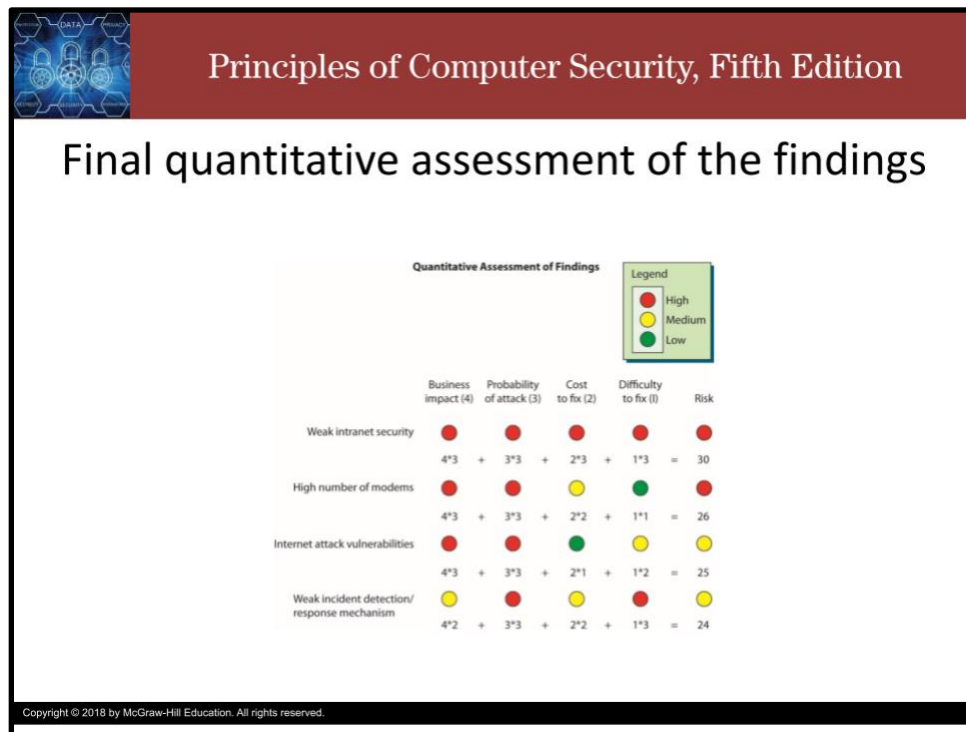 DATA
PRIVACY
SECURITY
Principles of Computer Security, Fifth Edition
Final quantitative assessment of the findings
Quantitative Assessment of Findings
Legend
High
Medium
Low
Business impact (4) Probability of attack (3) Cost to fix (2) Difficulty to fix (l) Risk
Weak intranet security
4*3 + 3*3 + 2*3 + 1*3 = 30
High number of modems
4*3 + 3*3 + 2*2 + 1*1 = 26
Internet attack vulnerabilities
4*3 + 3*3 + 2*1 + 1*2 = 25
Weak incident detection/
response mechanism
4*2 + 3*3 + 2*2 + 1*3 = 24
Copyright © 2018 by McGraw-Hill Education. All rights reserved.